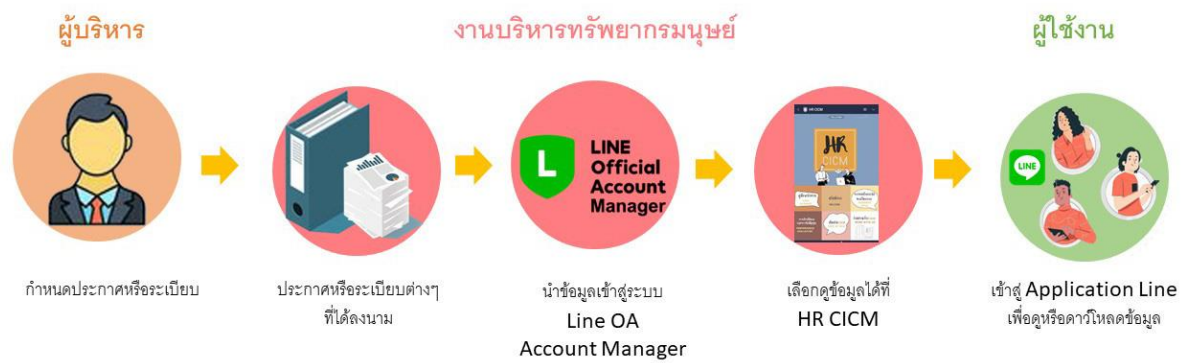 ผู้บริหาร
งานบริหารทรัพยากรมนุษย์
ผู้ใช้งาน
LINE
Official
Account
Manager
L
HR CICM
HR
CICM
LINE
กำหนดประกาศหรือระเบียบ
ประกาศหรือระเบียบต่างๆ
ที่ได้ลงนาม
นำข้อมูลเข้าสู่ระบบ
Line OA
Account Manager
เลือกดูข้อมูลได้ที่
HR CICM
เข้าสู่ Application Line
เพื่อดูหรือดาว์โหลดข้อมูล